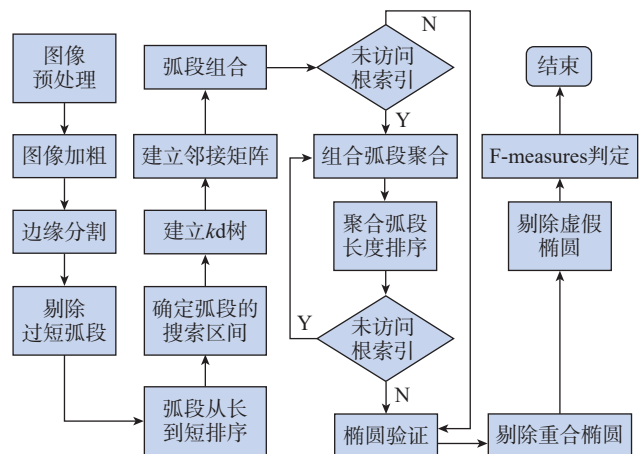 图像
预处理
图像加粗
边缘分割
剔除
过短弧段
弧段从长
到短排序
确定弧段的
搜索区间
建立kd树
建立邻接矩阵
弧段组合
未访问
根索引
N
Y
组合弧段聚合
聚合弧段
长度排序
未访问
根索引
Y
N
椭圆验证
剔除重合椭圆
剔除虚假
椭圆
F-measures判定
结束